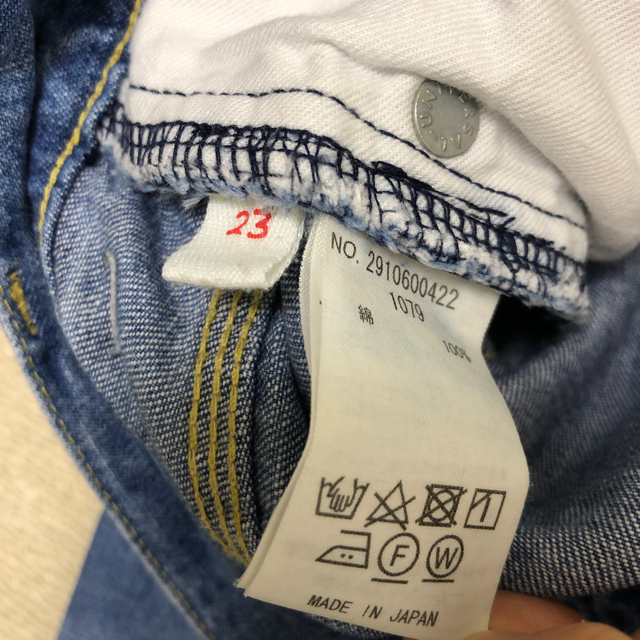 23
NO. 2910600422
1079
綿 100%
F W
MADE IN JAPAN